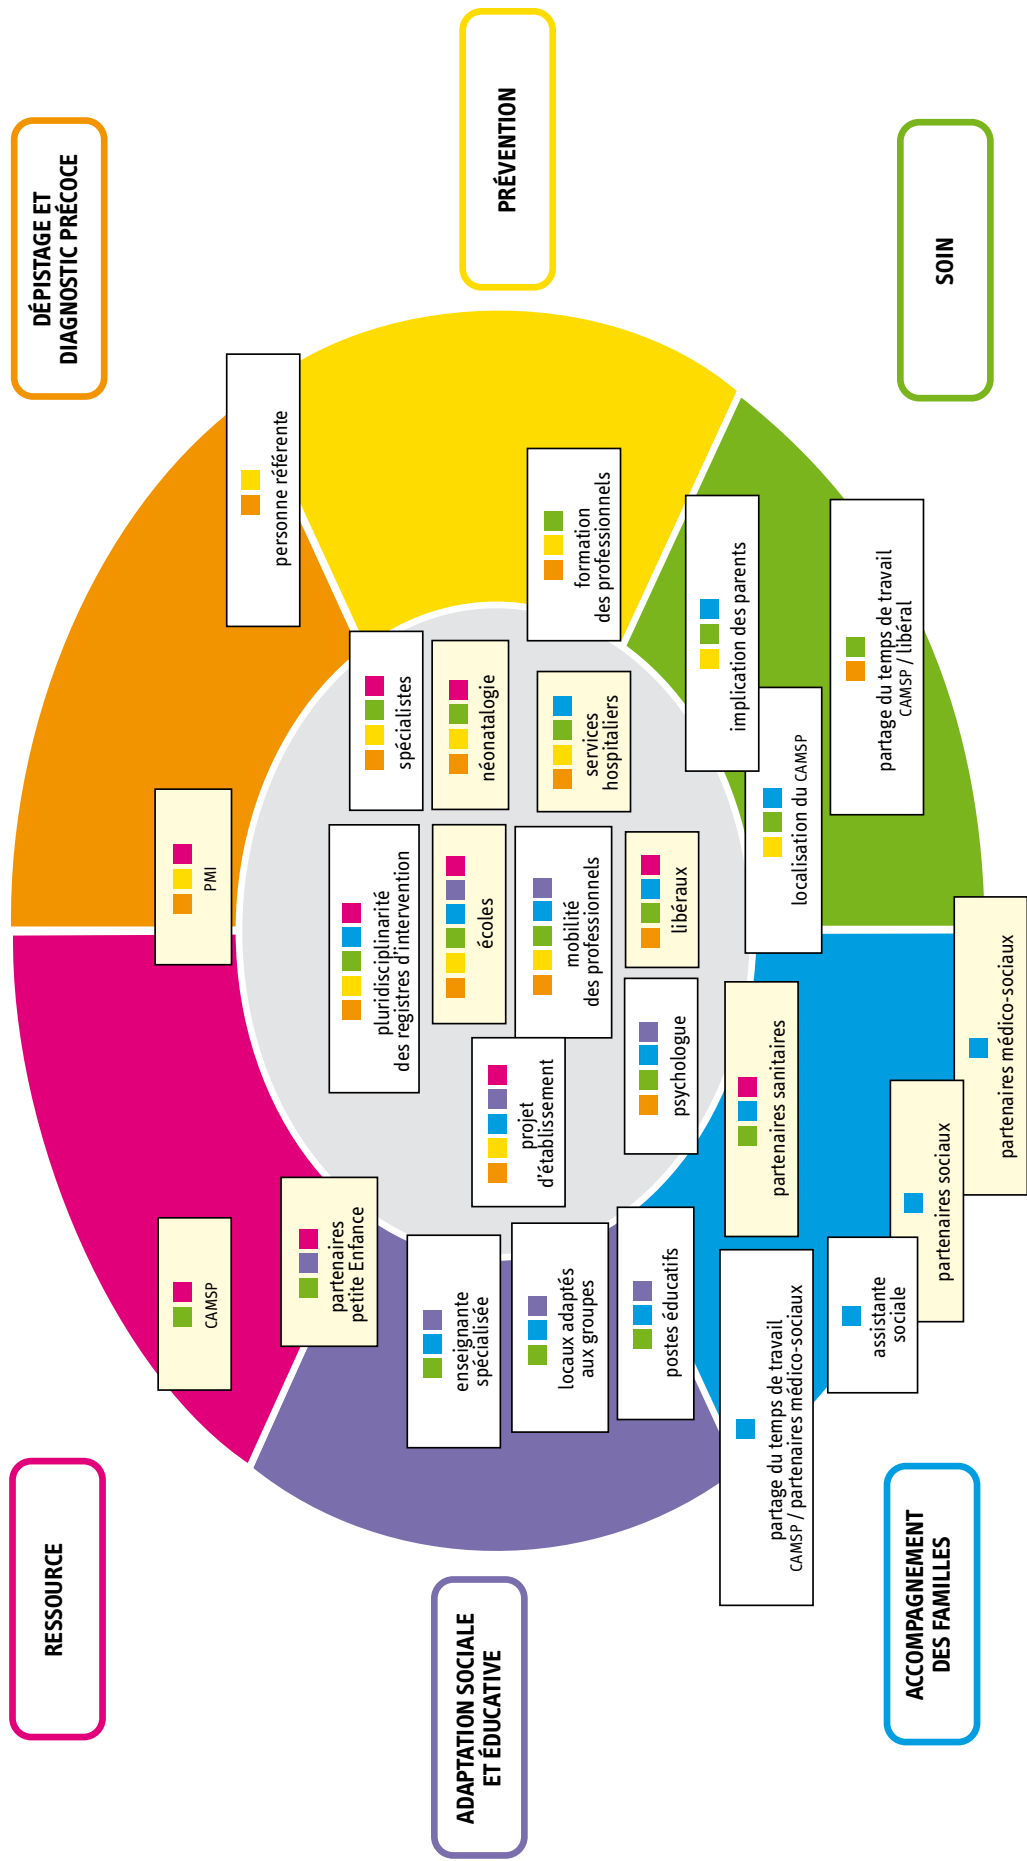 RESSOURCE
DÉPISTAGE ET
DIAGNOSTIC PRÉCOCE
CAMSP
PMI
personne référente
partenaires
petite Enfance
pluridisciplinarité
des registres d'intervention
spécialistes
ADAPTATION SOCIALE
ET ÉDUCATIVE
enseignante
spécialisée
écoles
néonatalogie
PRÉVENTION
projet
d'établissement
locaux adaptés
aux groupes
mobilité
des professionnels
services
hospitaliers
formation
des professionnels
postes éducatifs
psychologue
libéraux
implication des parents
partage du temps de travail
CAMSP / partenaires médico-sociaux
partenaires sanitaires
localisation du CAMSP
assistante
sociale
partage du temps de travail
CAMSP / libéral
partenaires sociaux
partenaires médico-sociaux
ACCOMPAGNEMENT
DES FAMILLES
SOIN